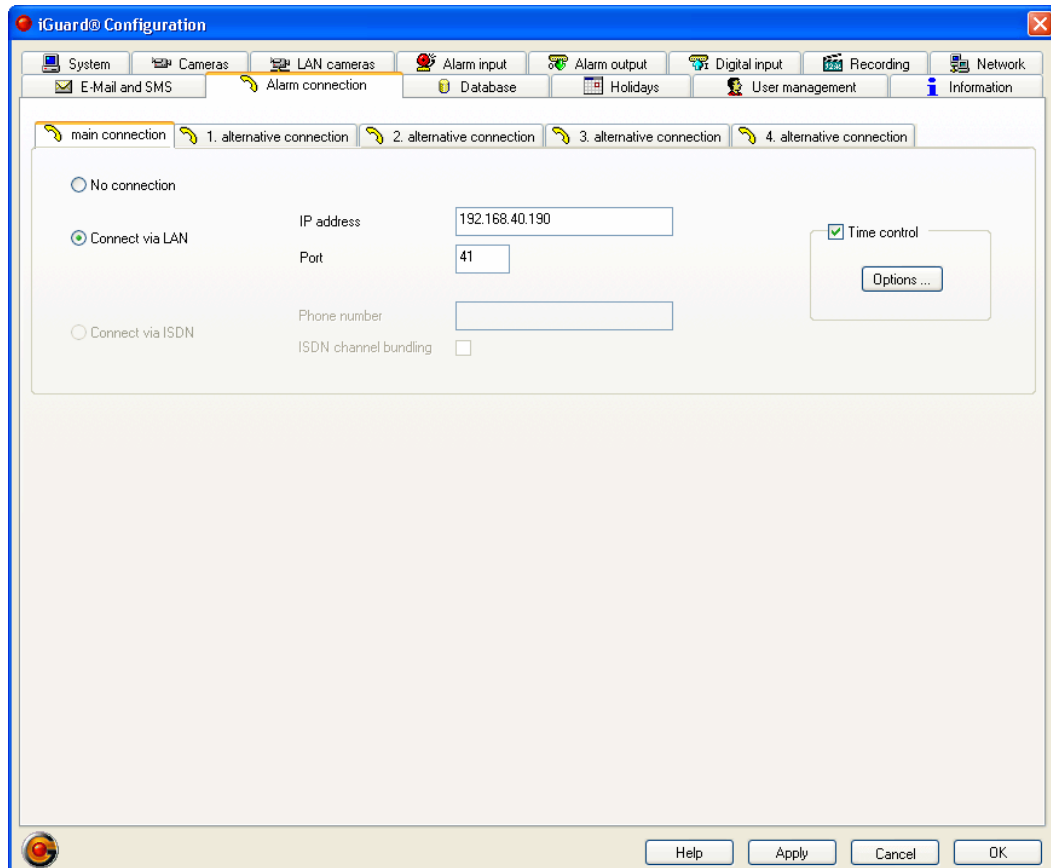 iGuard® Configuration
System Cameras LAN cameras Alarm input Alarm output Digital input Recording Network
E-Mail and SMS Alarm connection Database Holidays User management Information
main connection 1. alternative connection 2. alternative connection 3. alternative connection 4. alternative connection
No connection
IP address 192.168.40.190
Connect via LAN
Time control
Port 41
Options ...
Phone number
Connect via ISDN
ISDN channel bundling
Help Apply Cancel OK